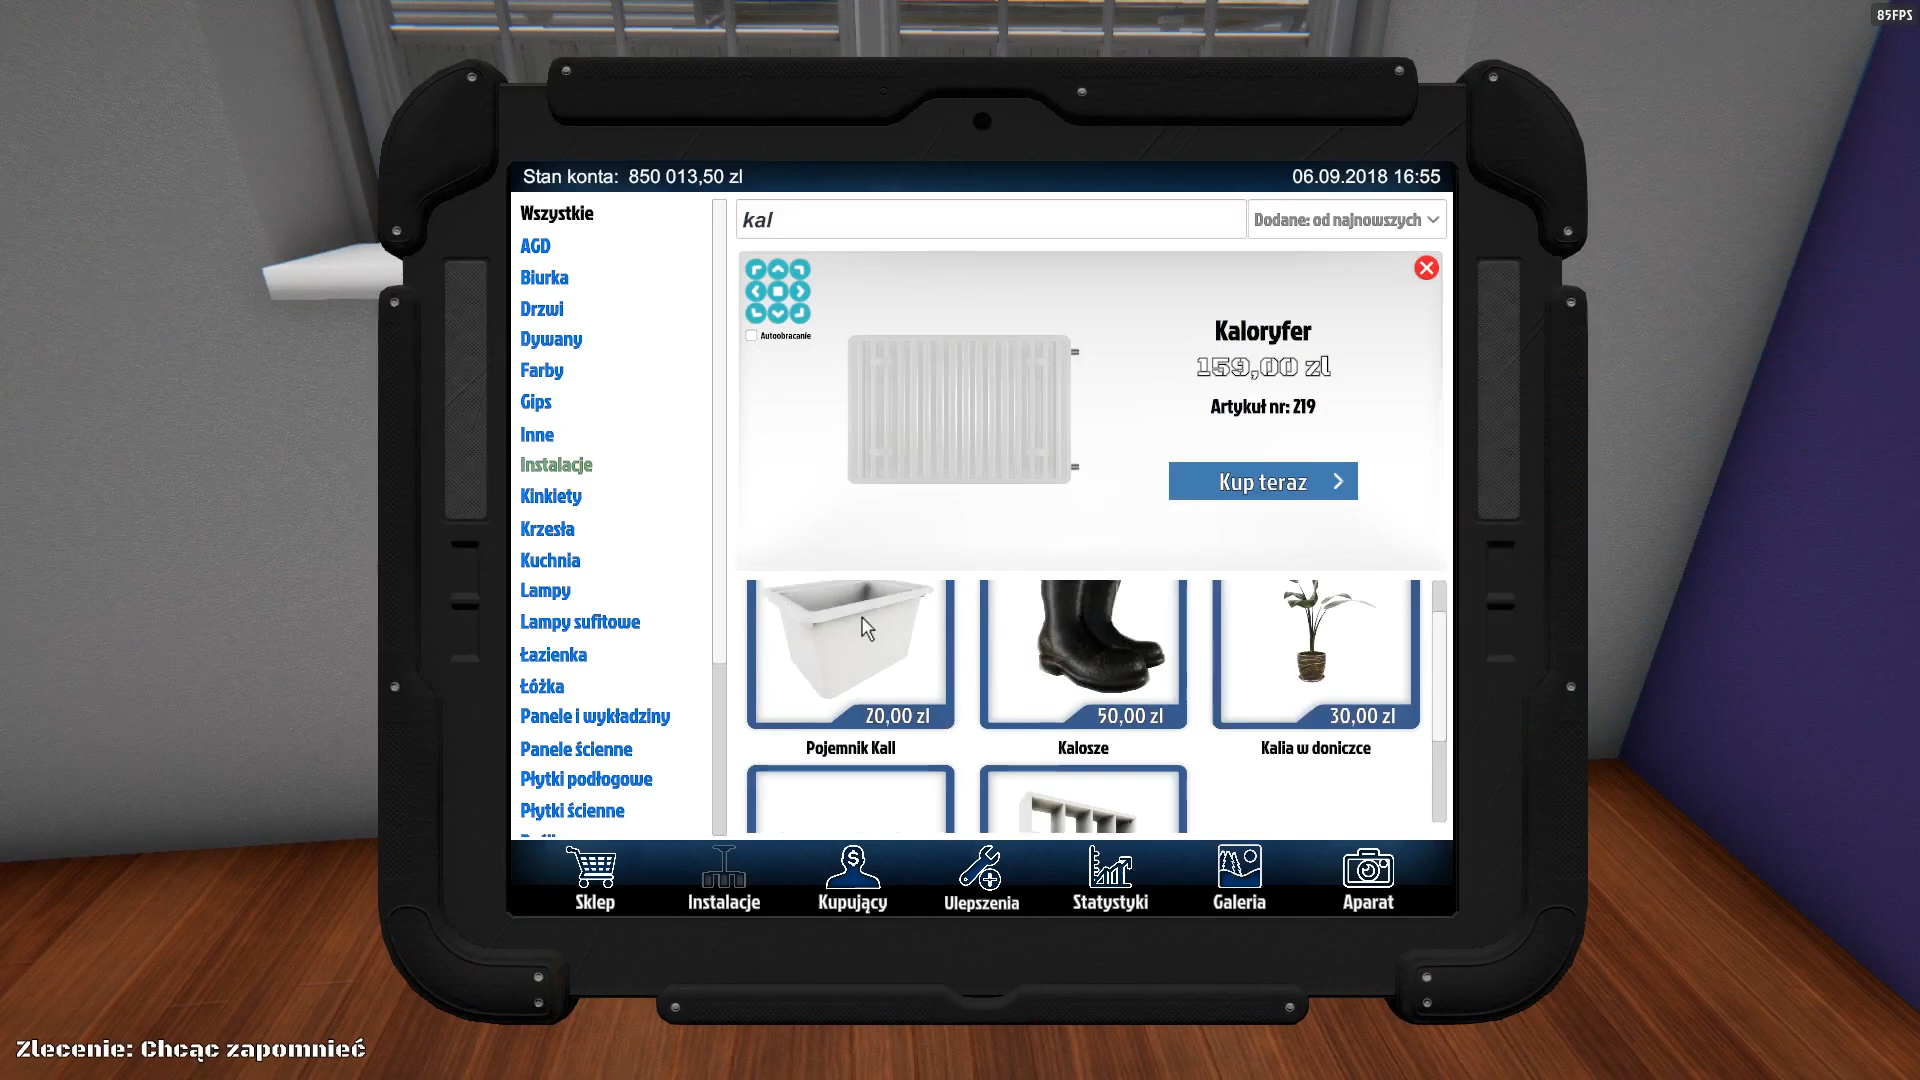 85FPS
Stan konta: 850 013,50 zl
06.09.2018 16:55
Wszystkie
AGD
Biurka
Drzwi
Dywany
Farby
Gips
Inne
Instalacje
Kinkiety
Krzesła
Kuchnia
Lampy
Lampy sufitowe
Łazienka
Łóżka
Panele i wykładziny
Panele ścienne
Płytki podłogowe
Płytki ścienne
kal
Dodane: od najnowszych
Autoobracanie
Kaloryfer
159,00 zl
Artykuł nr: 219
Kup teraz
20,00 zl
50,00 zl
30,00 zl
Pojemnik Kall
Kalosze
Kalia w doniczce
Sklep
Instalacje
Kupujący
Ulepszenia
Statystyki
Galeria
Aparat
Zlecenie: Chcąc zapomnieć